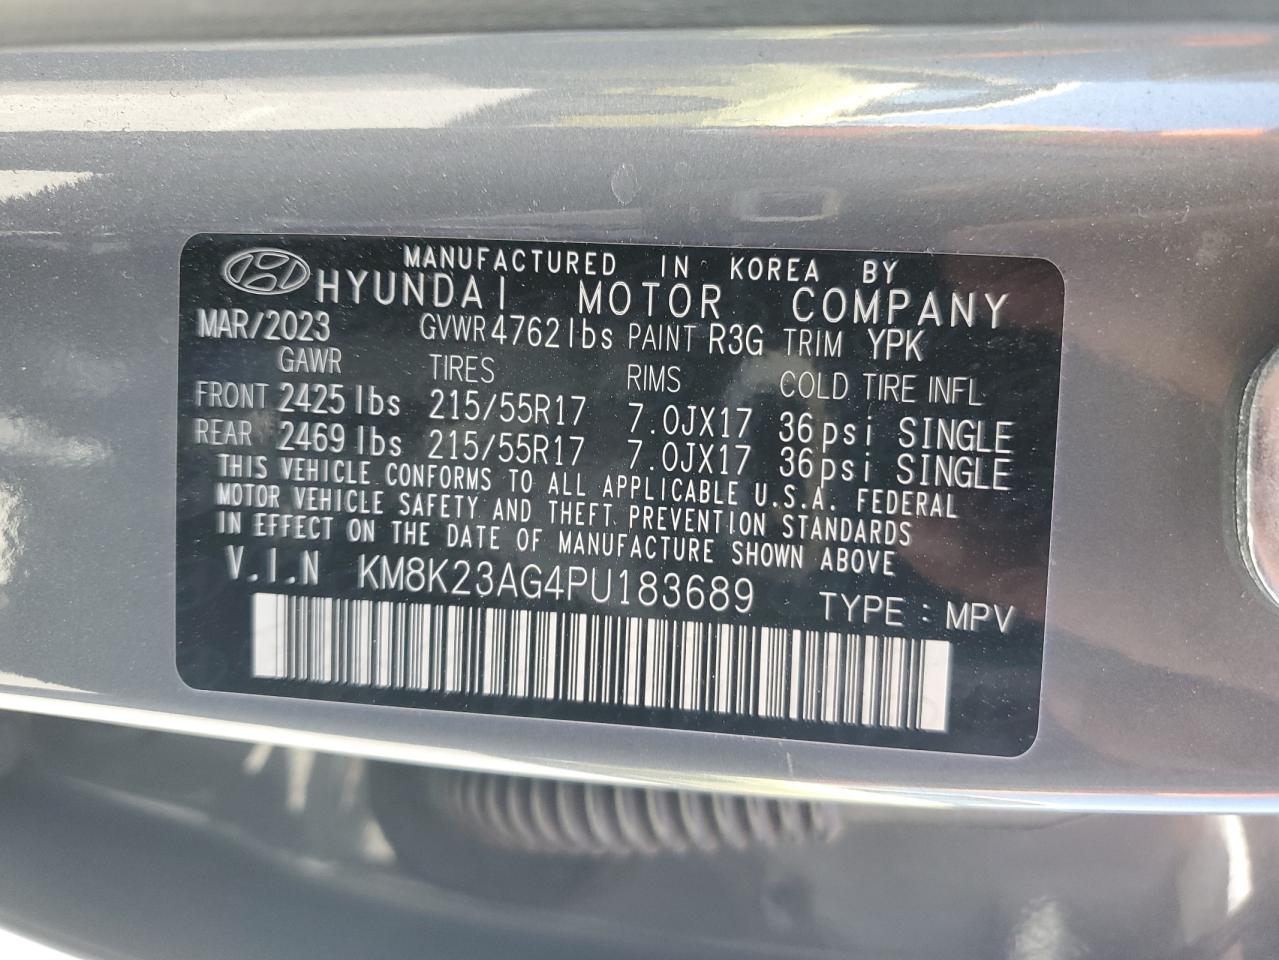 MANUFACTURED IN KOREA BY
HYUNDAI MOTOR COMPANY
MAR/2023 GVWR 4762 lbs PAINT R3G TRIM YPK
GAWR TIRES RIMS COLD TIRE INFL
FRONT 2425 lbs 215/55R17 7.0JX17 36psi SINGLE
REAR 2469 lbs 215/55R17 7.0JX17 36psi SINGLE
THIS VEHICLE CONFORMS TO ALL APPLICABLE U.S.A. FEDERAL
MOTOR VEHICLE SAFETY AND THEFT PREVENTION STANDARDS
IN EFFECT ON THE DATE OF MANUFACTURE SHOWN ABOVE
V.I.N KM8K23AG4PU183689 TYPE : MPV